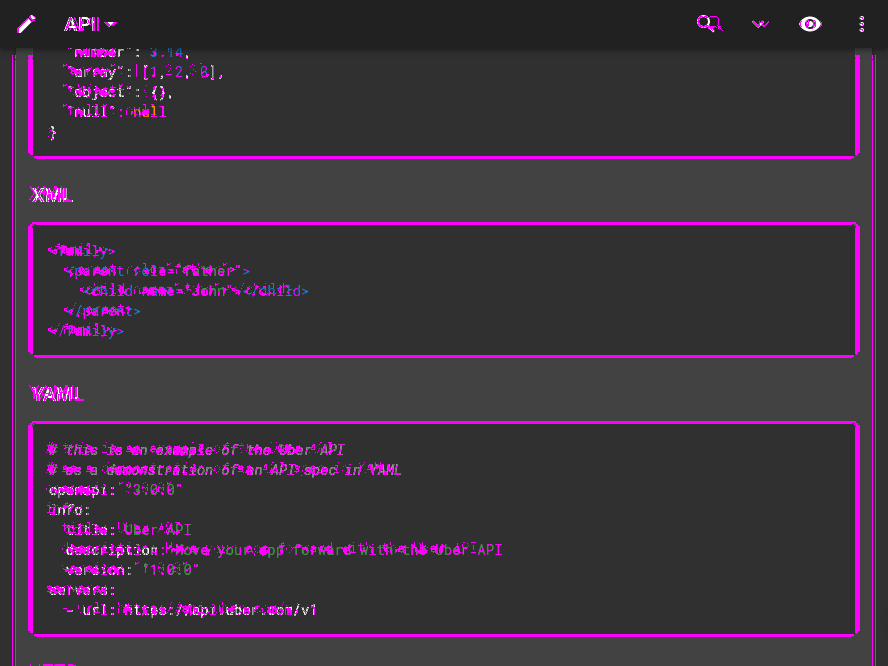 API
"number": 3.14,
"array": [1, 2, 3],
"object": {},
"null": null
}
XML
<family>
<parent role="father">
<child name="John"></child>
</parent>
</family>
YAML
# this is an example of the Uber API
# as a demonstration of an API spec in YAML
openapi: "3.0.0"
info:
title: Uber API
description: Move your app forward with the Uber API
version: "1.0.0"
servers:
- url: https://api.uber.com/v1